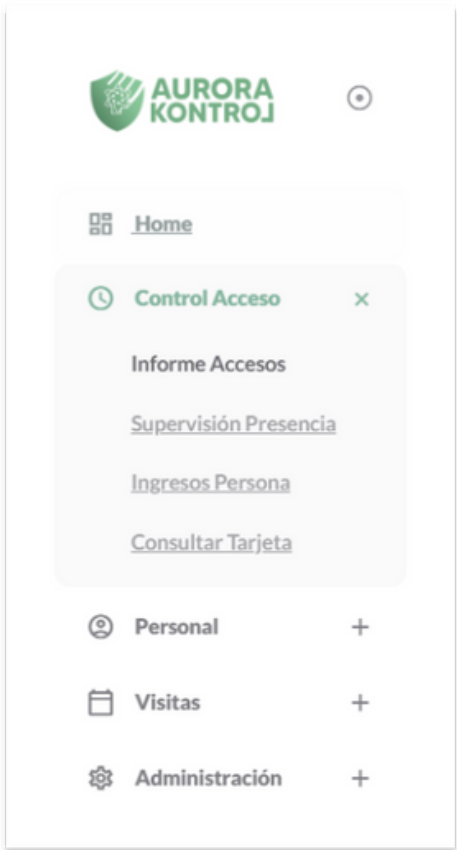 AURORA
KONTROL
Home
Control Acceso
Informe Accesos
Supervisión Presencia
Ingresos Persona
Consultar Tarjeta
Personal
Visitas
Administración